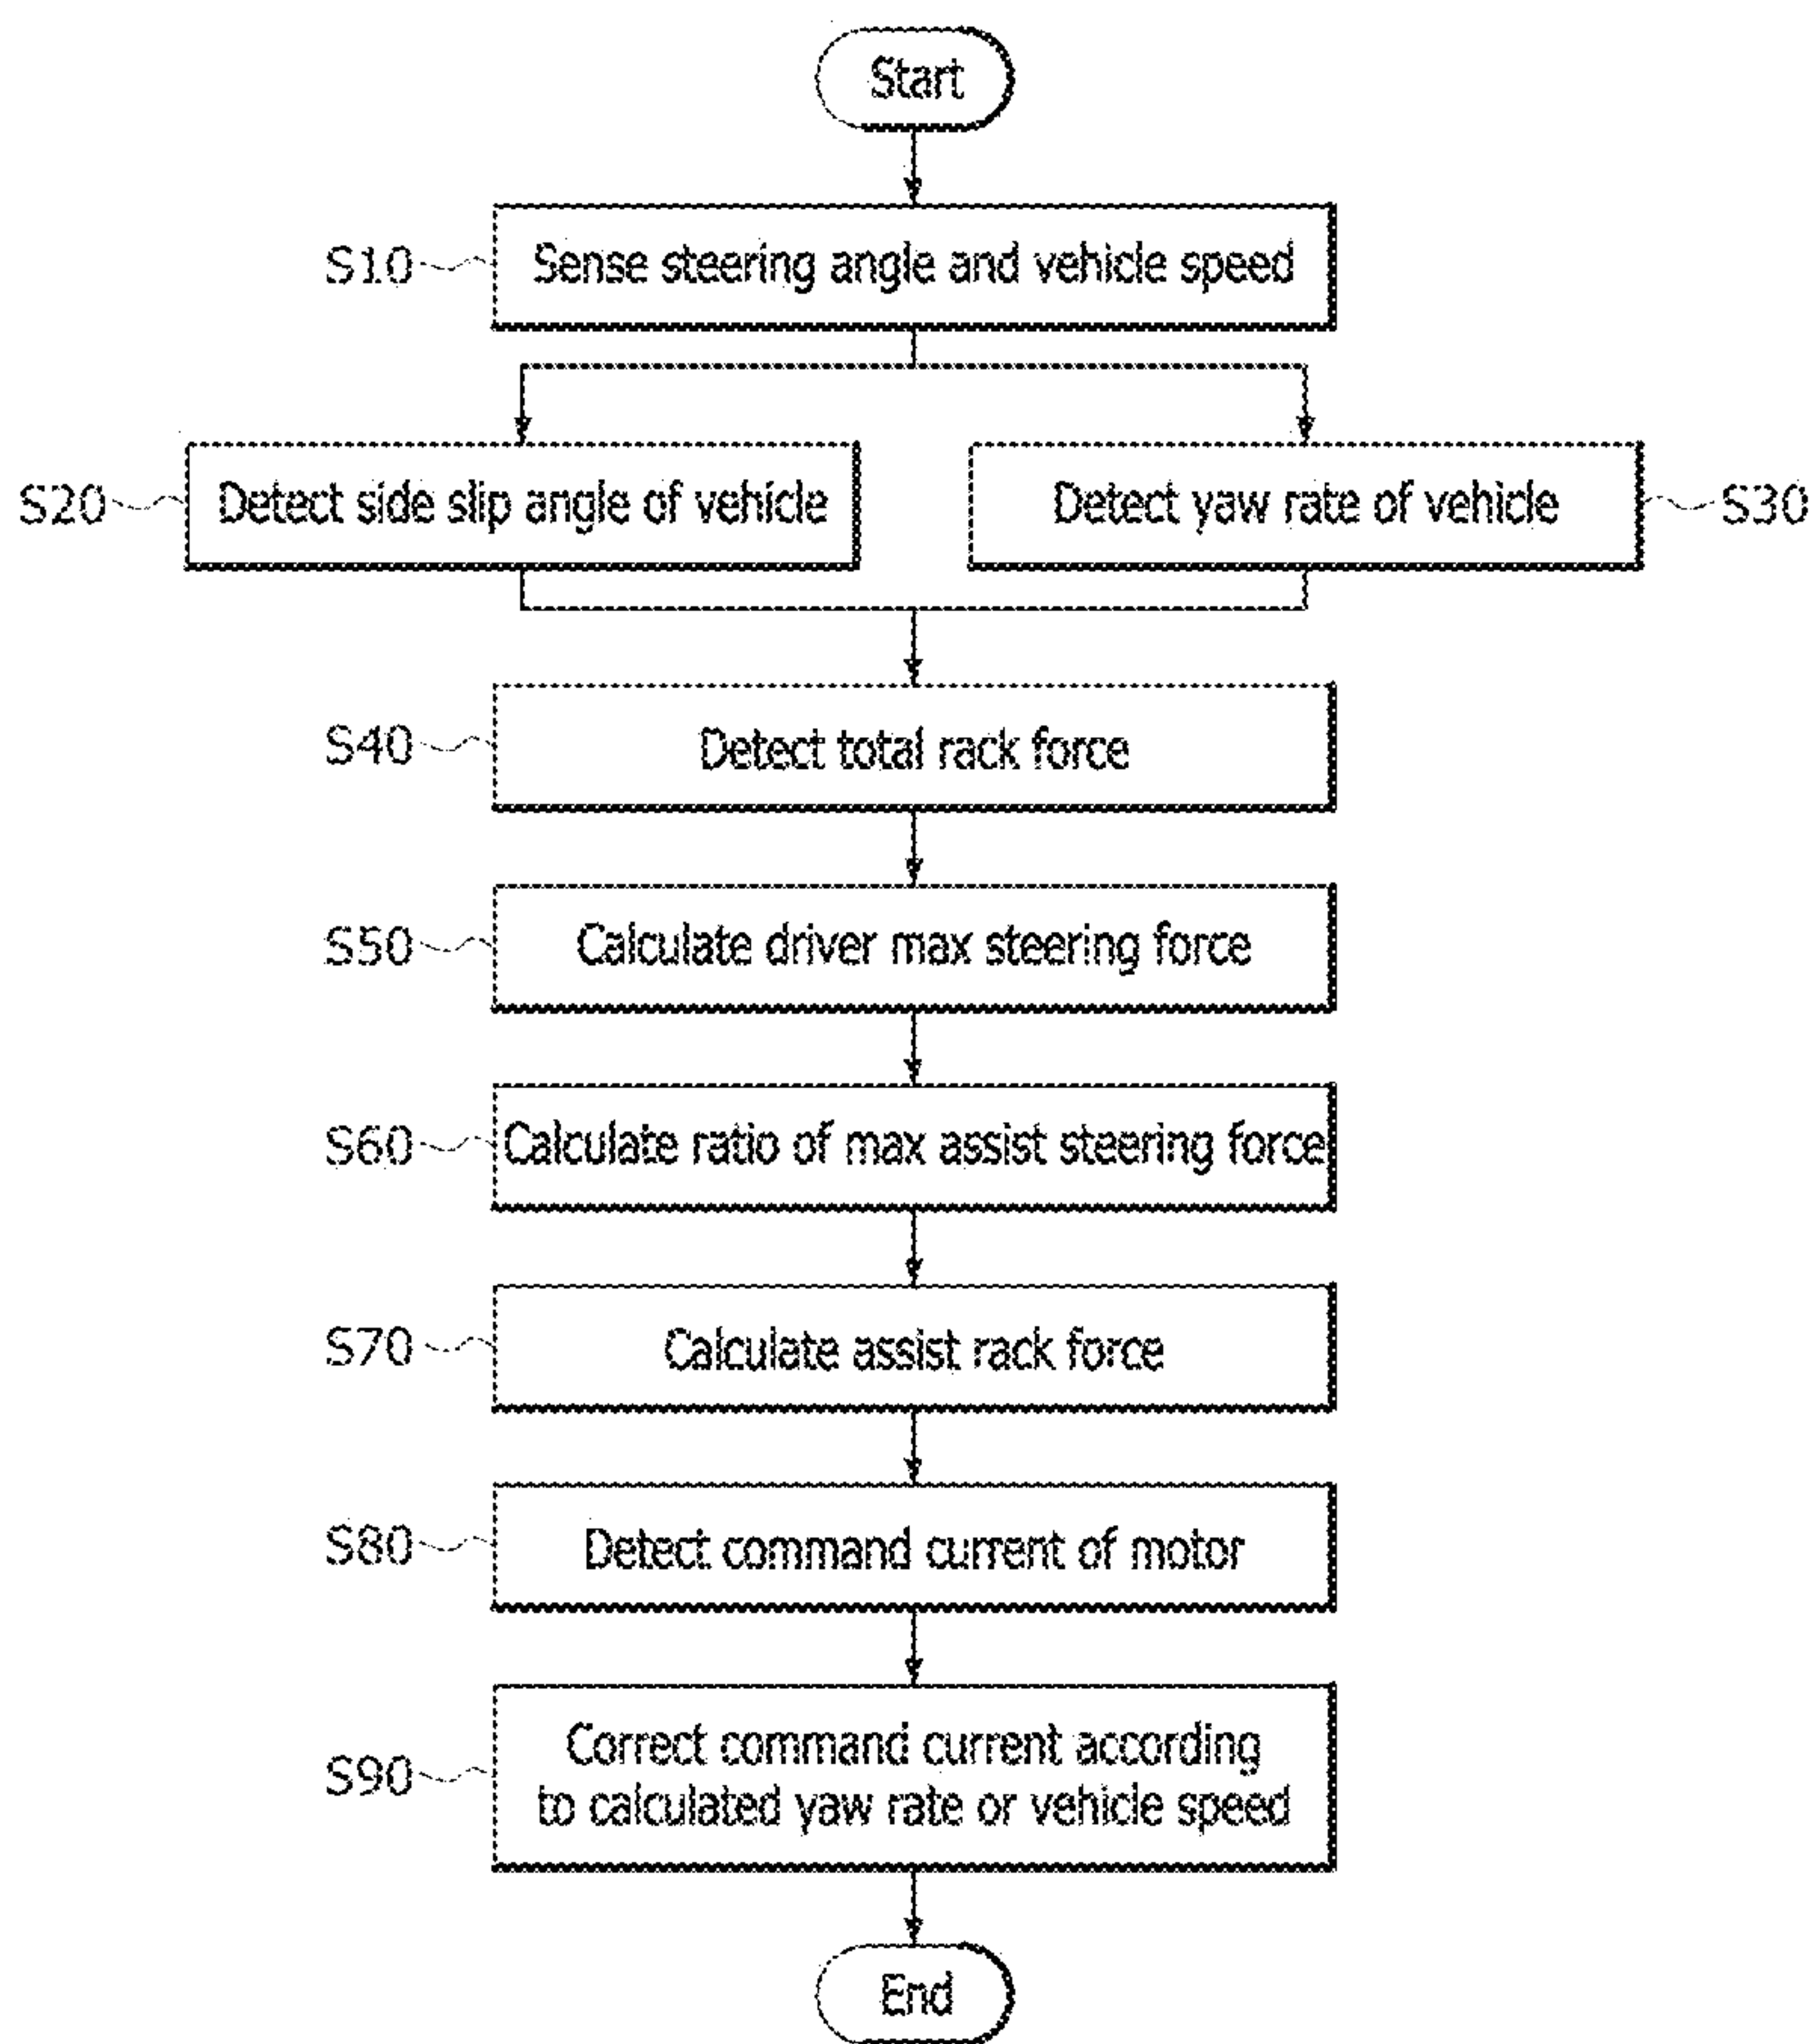 Start
S10
Sense steering angle and vehicle speed
S20
Detect side slip angle of vehicle
Detect yaw rate of vehicle
S30
S40
Detect total rack force
S50
Calculate driver max steering force
S60
Calculate ratio of max assist steering force
S70
Calculate assist rack force
S80
Detect command current of motor
S90
Correct command current according
to calculated yaw rate or vehicle speed
End